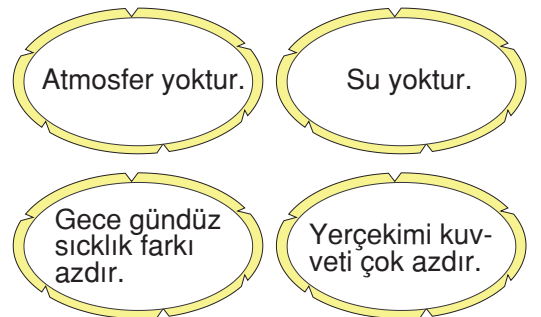 Atmosfer yoktur.
Su yoktur.
Gece gündüz
sıcklık farkı
azdır.
Yerçekimi kuv-
veti çok azdır.